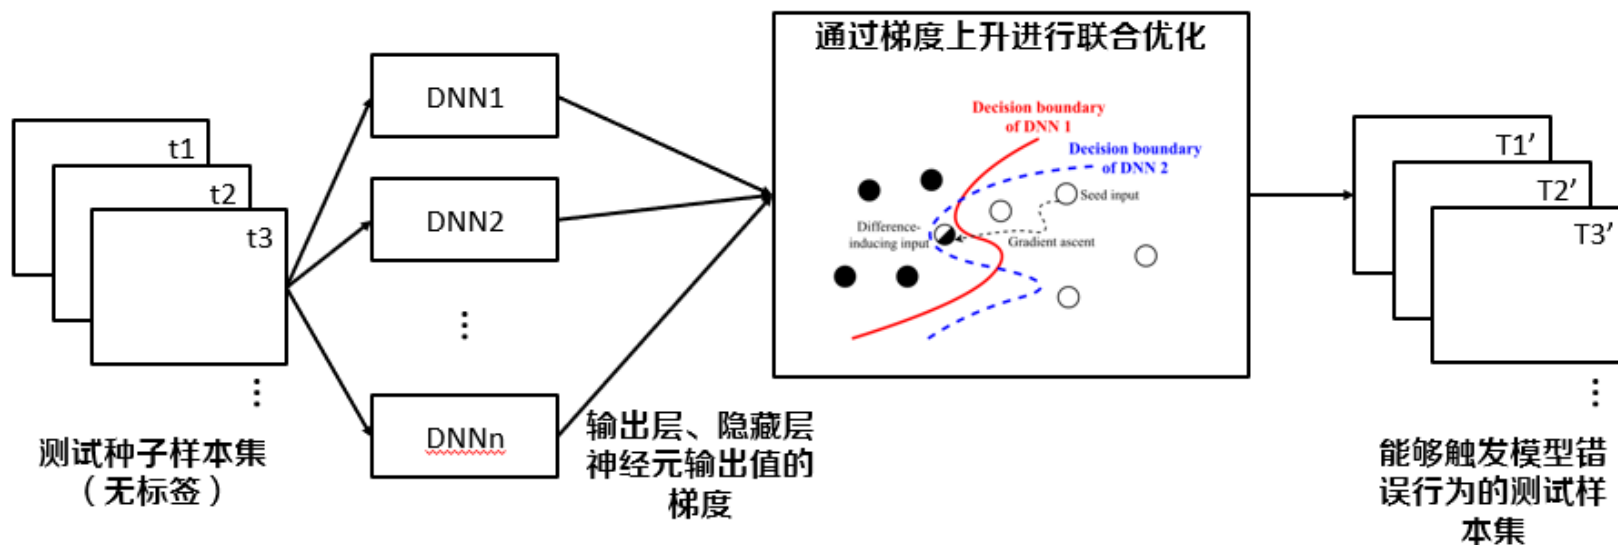 t1
t2
t3
⋮
测试种子样本集
（无标签）
DNN1
DNN2
⋮
DNNn
输出层、隐藏层
神经元输出值的
梯度
通过梯度上升进行联合优化
Decision boundary
of DNN 1
Decision boundary
of DNN 2
Seed input
Difference-
inducing input
Gradient ascent
T1’
T2’
T3’
⋮
能够触发模型错
误行为的测试样
本集